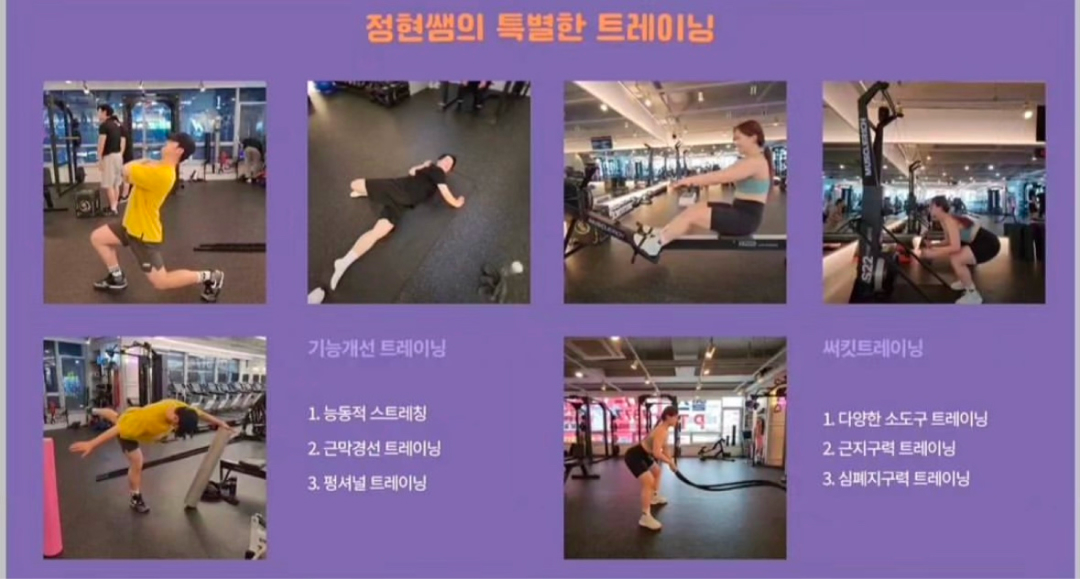 정현쌤의 특별한 트레이닝
기능개선 트레이닝
1. 능동적 스트레칭
2. 근막경선 트레이닝
3. 펑셔널 트레이닝
써킷트레이닝
1. 다양한 소도구 트레이닝
2. 근지구력 트레이닝
3. 심폐지구력 트레이닝
S22